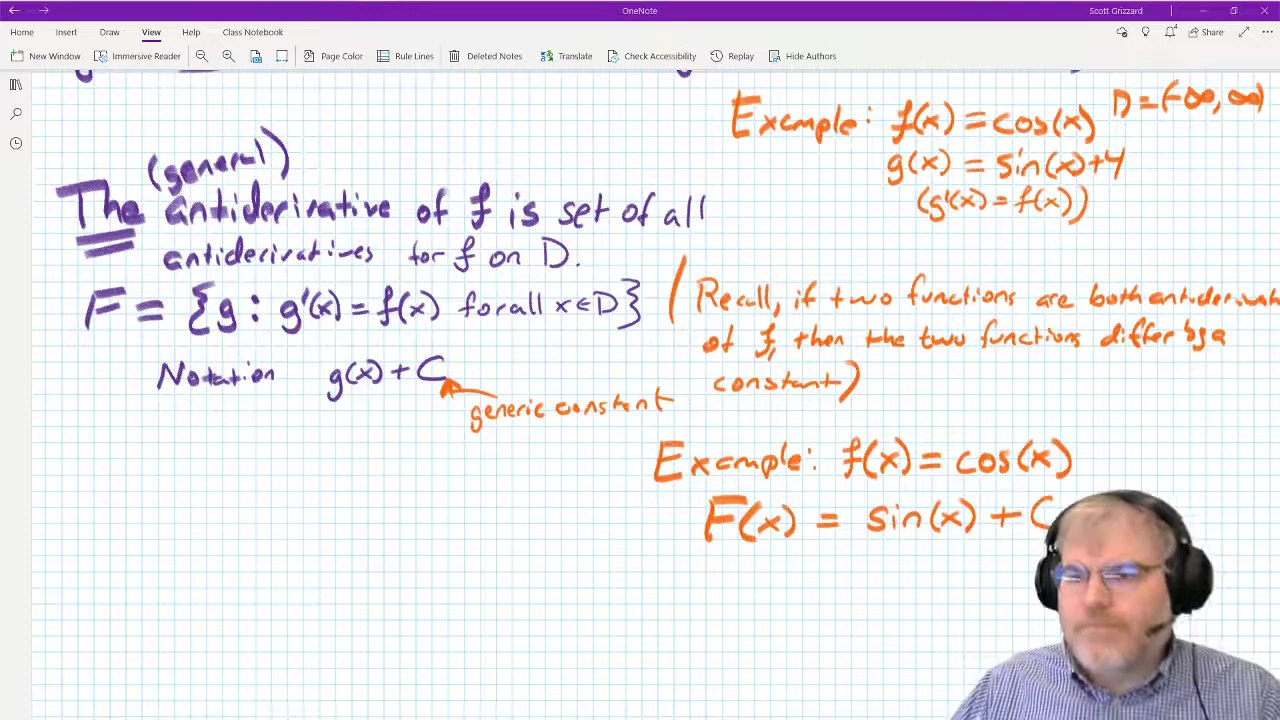 OneNote
Scott Grizzard
Home Insert Draw View Help Class Notebook
Share
New Window Immersive Reader Page Color Rule Lines Deleted Notes Translate Check Accessibility Replay Hide Authors
Example: f(x) = cos(x) D = (-∞, ∞)
g(x) = sin(x)+4
(g'(x) = f(x))
(general)
The antiderivative of f is set of all
antiderivatives for f on D.
F = {g : g'(x) = f(x) for all x ∈ D}
Notation g(x) + C
generic constant
(Recall, if two functions are both antiderivat
of f, then the two functions differ by a
constant)
Example: f(x) = cos(x)
F(x) = sin(x) + C